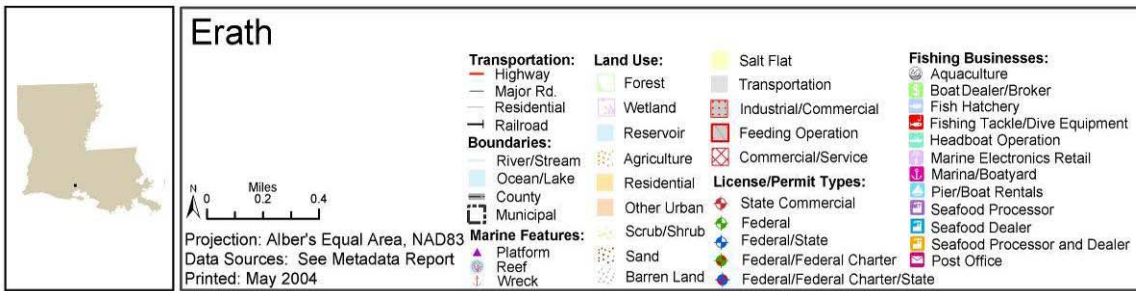 Erath
N
Miles
0 0.2 0.4
Projection: Alber's Equal Area, NAD83
Data Sources: See Metadata Report
Printed: May 2004
Transportation:
Highway
Major Rd.
Residential
Railroad
Boundaries:
River/Stream
Ocean/Lake
County
Municipal
Marine Features:
Platform
Reef
Wreck
Land Use:
Forest
Wetland
Reservoir
Agriculture
Residential
Other Urban
Scrub/Shrub
Sand
Barren Land
Salt Flat
Transportation
Industrial/Commercial
Feeding Operation
Commercial/Service
License/Permit Types:
State Commercial
Federal
Federal/State
Federal/Federal Charter
Federal/Federal Charter/State
Fishing Businesses:
Aquaculture
Boat Dealer/Broker
Fish Hatchery
Fishing Tackle/Dive Equipment
Headboat Operation
Marine Electronics Retail
Marina/Boatyard
Pier/Boat Rentals
Seafood Processor
Seafood Dealer
Seafood Processor and Dealer
Post Office